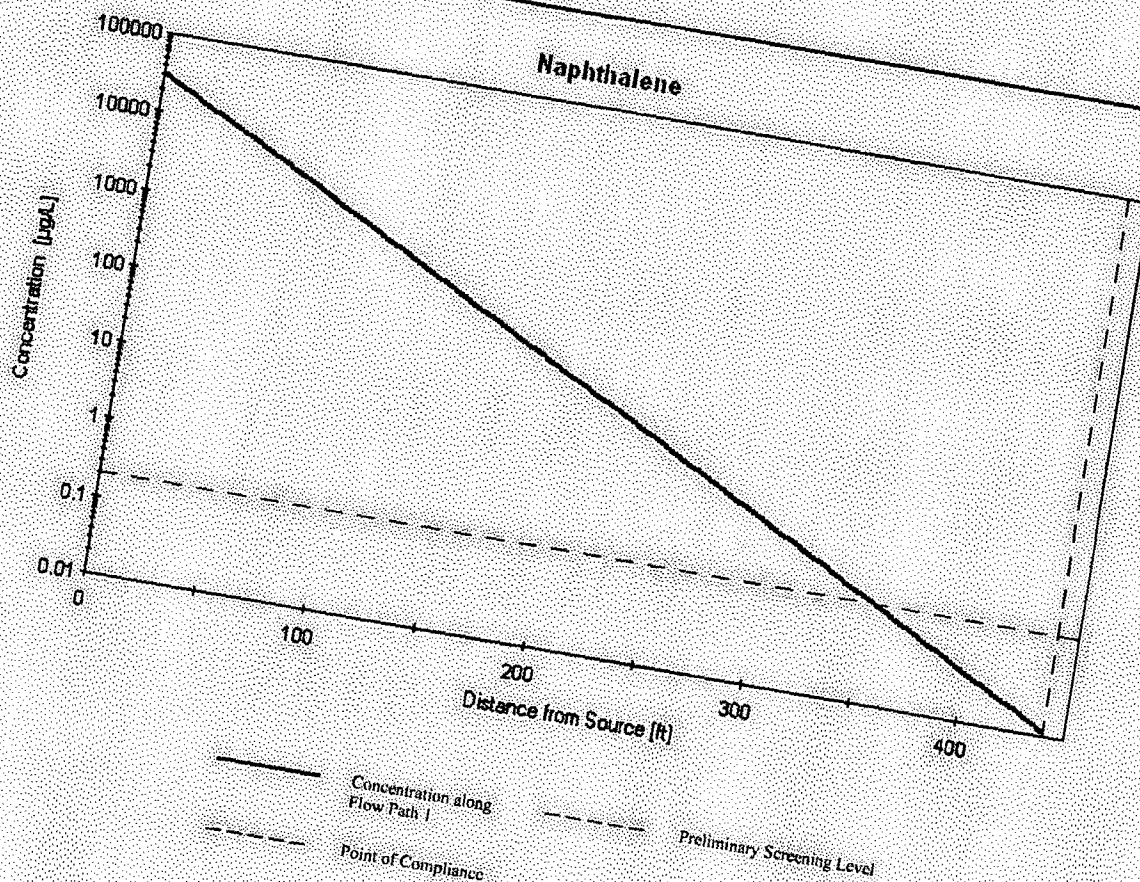 Naphthalene
100000
10000
1000
100
10
1
0.1
0.01
Concentration [µg/L]
0
100
200
300
400
Distance from Source [ft]
Concentration along
Flow Path 1
Preliminary Screening Level
Point of Compliance